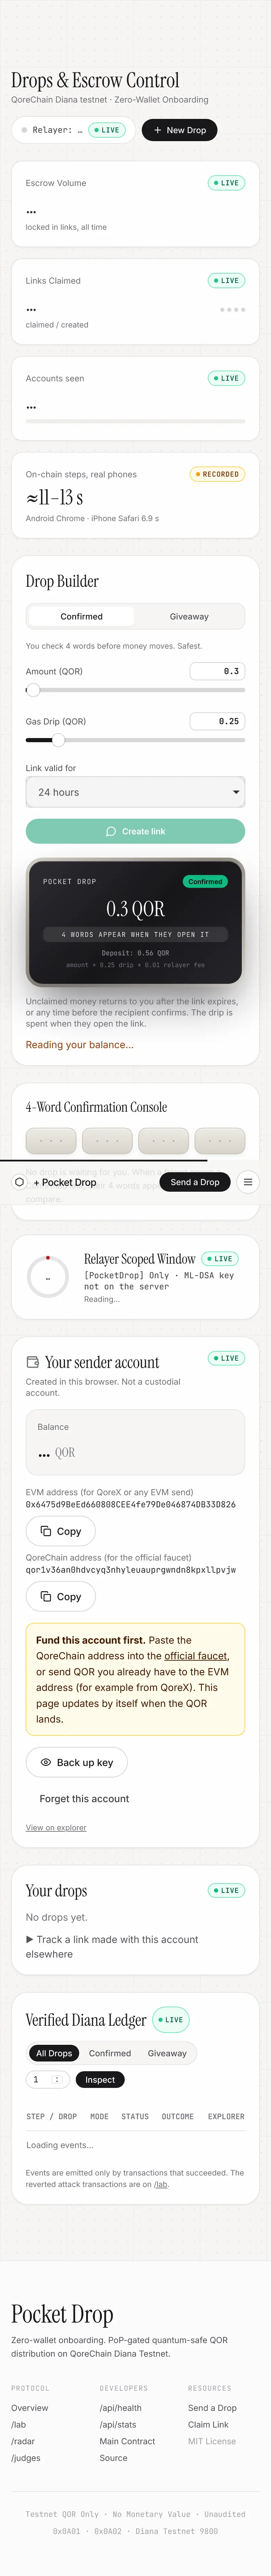 Drops & Escrow Control
QoreChain Diana testnet · Zero-Wallet Onboarding
Relayer: … LIVE
+ New Drop
Escrow Volume LIVE
…
locked in links, all time
Links Claimed LIVE
…
claimed / created
Accounts seen LIVE
…
On-chain steps, real phones RECORDED
≈11–13 s
Android Chrome · iPhone Safari 6.9 s
Drop Builder
Confirmed Giveaway
You check 4 words before money moves. Safest.
Amount (QOR) 0.3
Gas Drip (QOR) 0.25
Link valid for
24 hours
Create link
POCKET DROP Confirmed
0.3 QOR
4 WORDS APPEAR WHEN THEY OPEN IT
Deposit: 0.56 QOR
amount + 0.25 drip + 0.01 relayer fee
Unclaimed money returns to you after the link expires,
or any time before the recipient confirms. The drip is
spent when they open the link.
Reading your balance…
4-Word Confirmation Console
··· ··· ··· ···
No drop is waiting for you. When
+ Pocket Drop Send a Drop
4 words
compare.
Relayer Scoped Window LIVE
[PocketDrop] Only · ML-DSA key
not on the server
Reading…
Your sender account LIVE
Created in this browser. Not a custodial
account.
Balance
… QOR
EVM address (for QoreX or any EVM send)
0x6475d9BeEd660808CEE4fe79De046874DB33D826
Copy
QoreChain address (for the official faucet)
qor1v36an0hdvcyq3nhyleuauprgwndn8kpxllpvjw
Copy
Fund this account first. Paste the
QoreChain address into the official faucet,
or send QOR you already have to the EVM
address (for example from QoreX). This
page updates by itself when the QOR
lands.
Back up key
Forget this account
View on explorer
Your drops LIVE
No drops yet.
▶ Track a link made with this account
elsewhere
Verified Diana Ledger LIVE
All Drops Confirmed Giveaway
1 Inspect
STEP / DROP MODE STATUS OUTCOME EXPLORER
Loading events…
Events are emitted only by transactions that succeeded. The
reverted attack transactions are on /lab.
Pocket Drop
Zero-wallet onboarding. PoP-gated quantum-safe QOR
distribution on QoreChain Diana Testnet.
PROTOCOL DEVELOPERS RESOURCES
Overview /api/health Send a Drop
/lab /api/stats Claim Link
/radar Main Contract MIT License
/judges Source
Testnet QOR Only · No Monetary Value · Unaudited
0x0A01 · 0x0A02 · Diana Testnet 9800